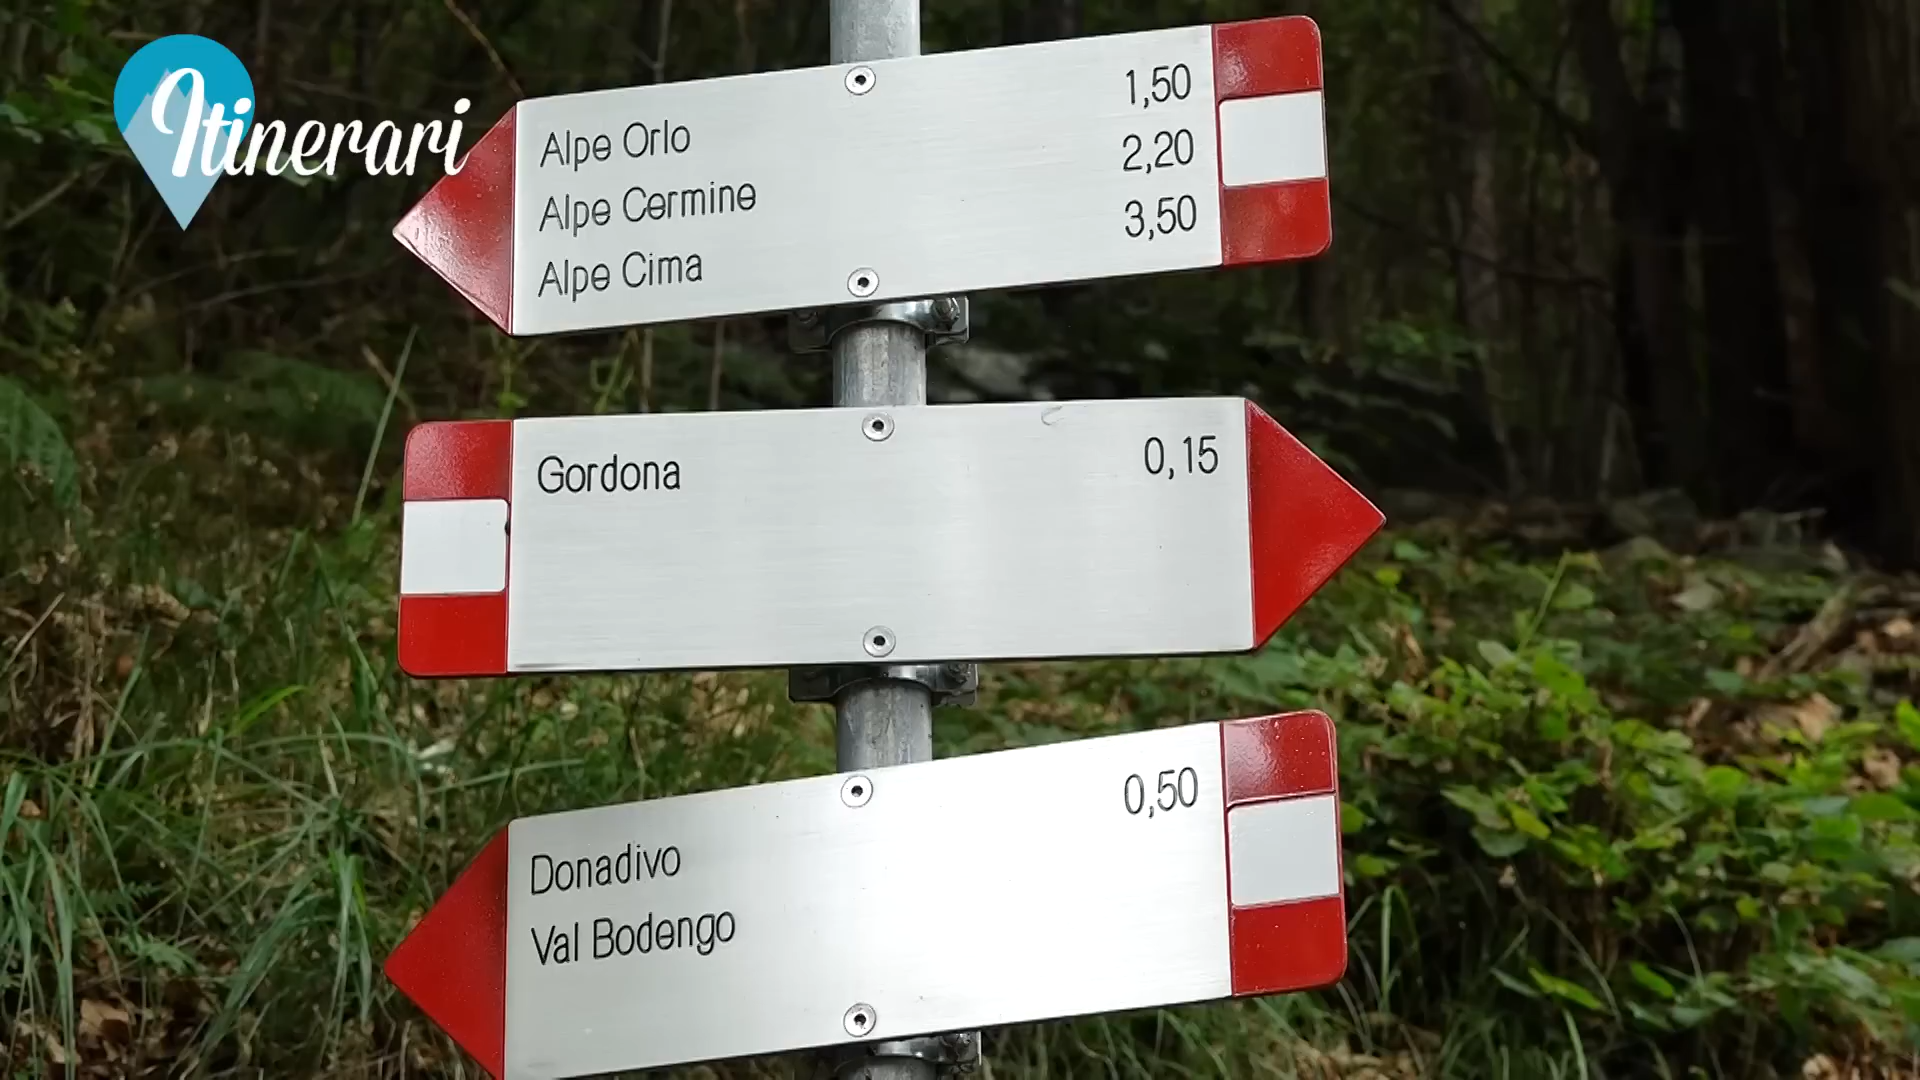 Itinerari
Alpe Orlo 1,50
Alpe Cermine 2,20
Alpe Cima 3,50
Gordona 0,15
Donadivo 0,50
Val Bodengo